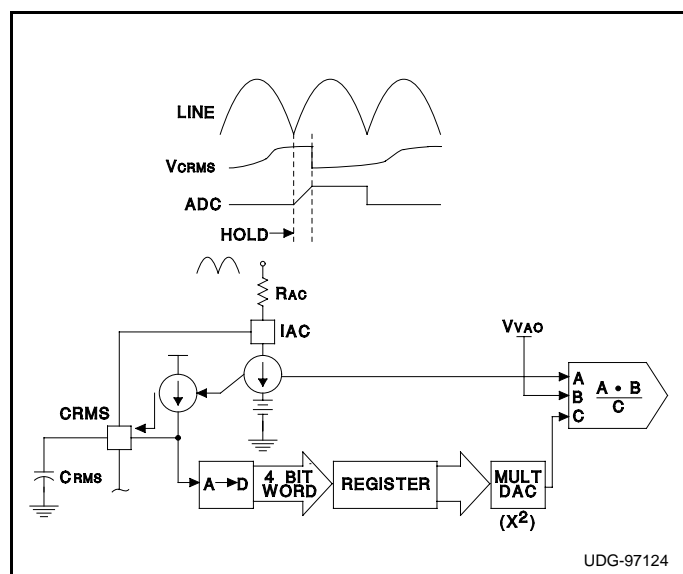 LINE
VCRMS
ADC
HOLD
RAC
IAC
VVAO
A
B
C
A • B
C
CRMS
CRMS
A D
4 BIT
WORD
REGISTER
MULT
DAC
(X²)
UDG-97124